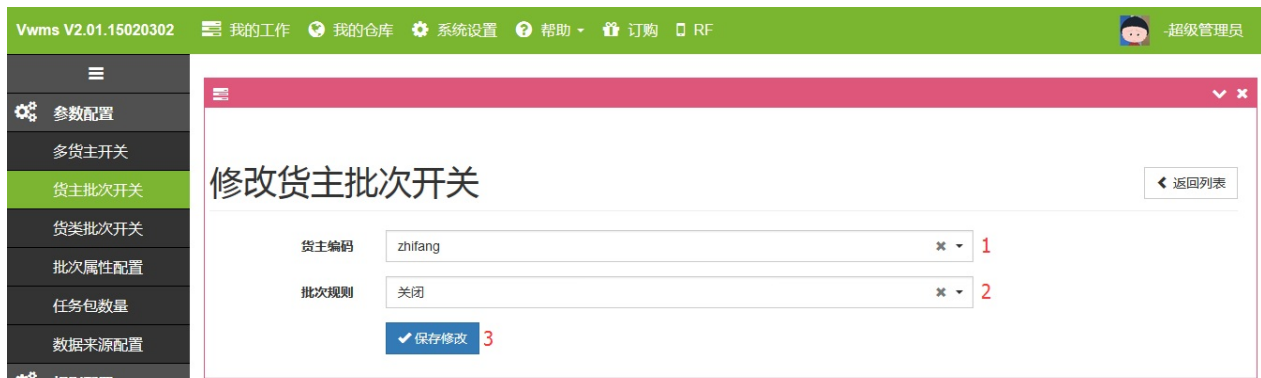 Vwms V2.01.15020302 我的工作 我的仓库 系统设置 帮助 订购 RF -超级管理员
参数配置
多货主开关
货主批次开关
货类批次开关
批次属性配置
任务包数量
数据来源配置
修改货主批次开关
返回列表
货主编码 zhifang 1
批次规则 关闭 2
保存修改 3